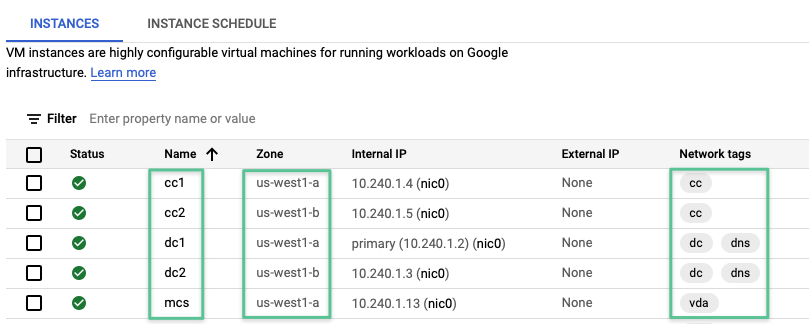 INSTANCES INSTANCE SCHEDULE
VM instances are highly configurable virtual machines for running workloads on Google
infrastructure. Learn more
Filter Enter property name or value
Status Name Zone Internal IP External IP Network tags
cc1 us-west1-a 10.240.1.4 (nic0) None cc
cc2 us-west1-b 10.240.1.5 (nic0) None cc
dc1 us-west1-a primary (10.240.1.2) (nic0) None dc dns
dc2 us-west1-b 10.240.1.3 (nic0) None dc dns
mcs us-west1-a 10.240.1.13 (nic0) None vda